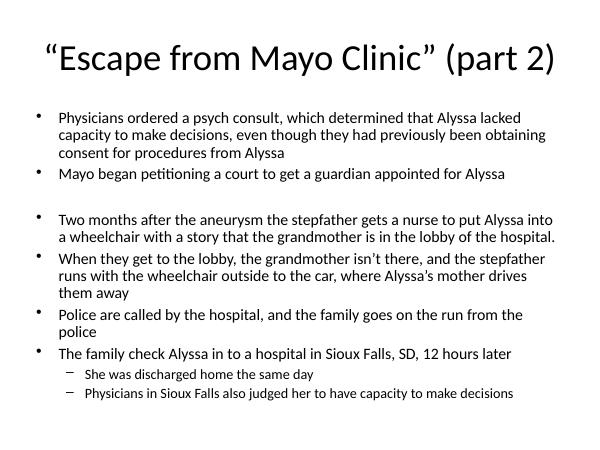 “Escape from Mayo Clinic” (part 2)
• Physicians ordered a psych consult, which determined that Alyssa lacked
capacity to make decisions, even though they had previously been obtaining
consent for procedures from Alyssa
• Mayo began petitioning a court to get a guardian appointed for Alyssa
• Two months after the aneurysm the stepfather gets a nurse to put Alyssa into
a wheelchair with a story that the grandmother is in the lobby of the hospital.
• When they get to the lobby, the grandmother isn’t there, and the stepfather
runs with the wheelchair outside to the car, where Alyssa’s mother drives
them away
• Police are called by the hospital, and the family goes on the run from the
police
• The family check Alyssa in to a hospital in Sioux Falls, SD, 12 hours later
– She was discharged home the same day
– Physicians in Sioux Falls also judged her to have capacity to make decisions